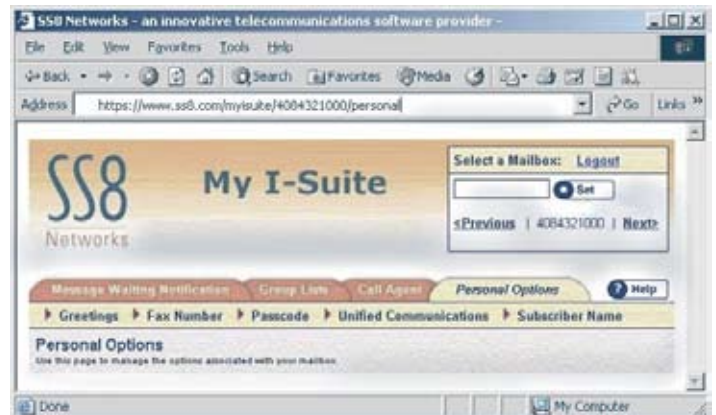 SS8 Networks - an innovative telecommunications software provider -
File Edit View Favorites Tools Help
Back Search Favorites Media
Address https://www.ss8.com/myisuite/4084321000/personal Go Links »
SS8
Networks
My I-Suite
Select a Mailbox: Logout
Set
<Previous | 4084321000 | Next>
Message Waiting Notification Group Lists Call Agent Personal Options ? Help
Greetings Fax Number Passcode Unified Communications Subscriber Name
Personal Options
Use this page to manage the options associated with your mailbox.
Done My Computer